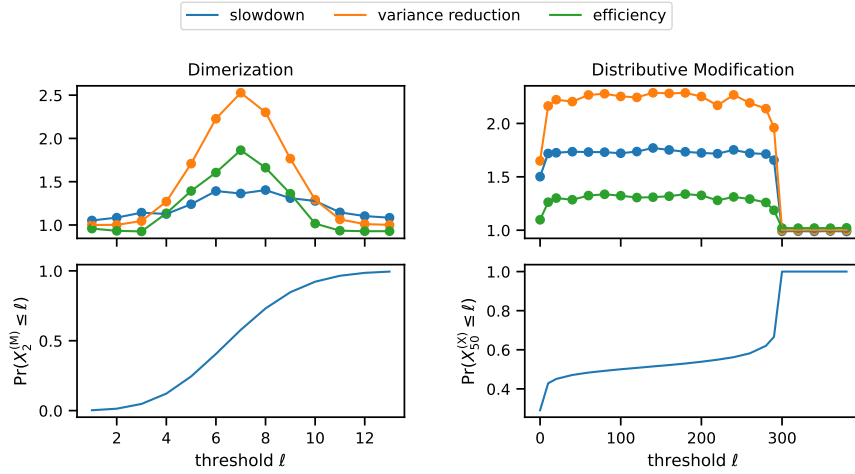 slowdown variance reduction efficiency
Dimerization
2.5
2.0
1.5
1.0
Distributive Modification
2.0
1.5
1.0
Pr(X₂⁽ᴹ⁾ ≤ ℓ)
1.0
0.5
0.0
2 4 6 8 10 12
threshold ℓ
Pr(X₅₀⁽ˣ⁾ ≤ ℓ)
1.0
0.8
0.6
0.4
0 100 200 300
threshold ℓ